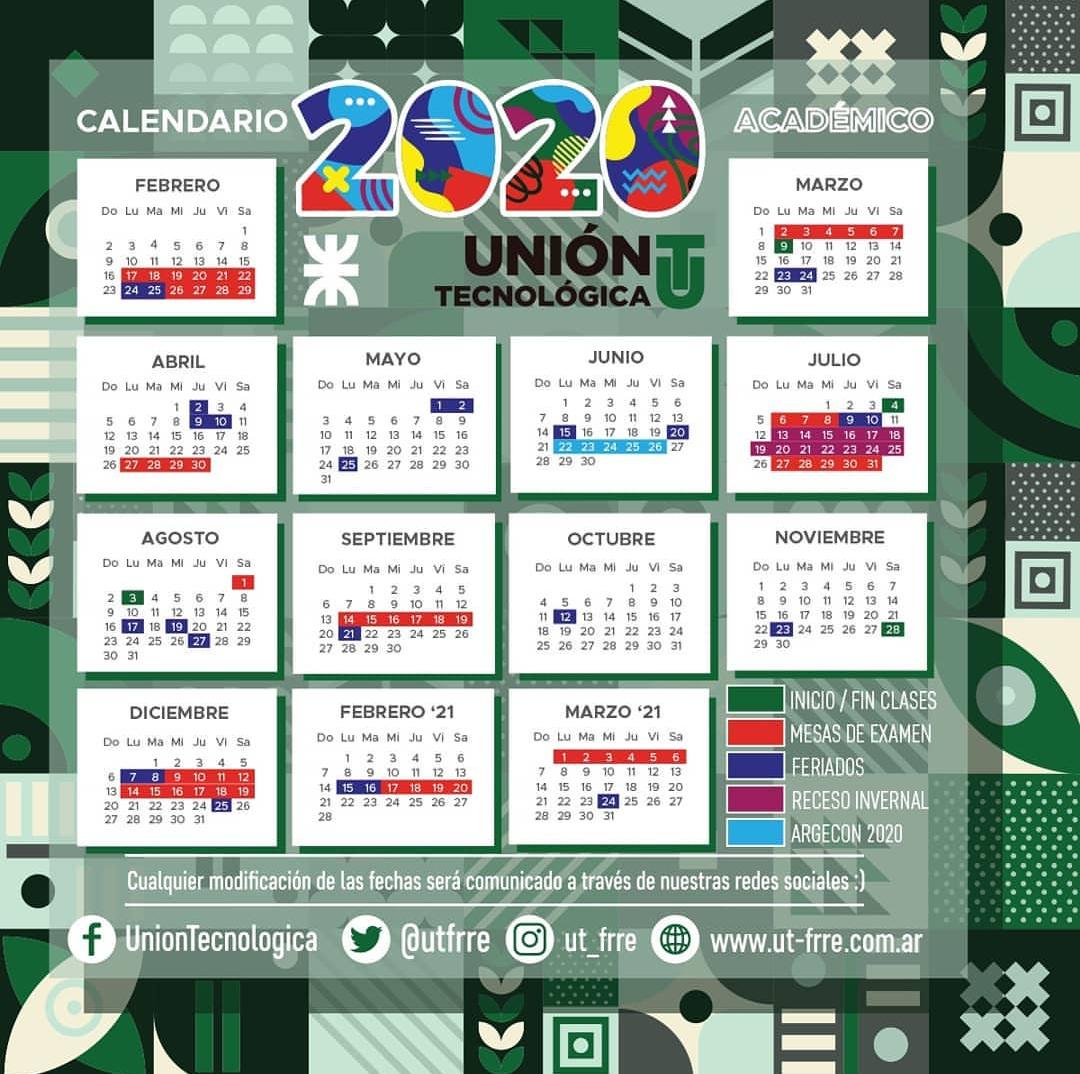 CALENDARIO 2020 ACADÉMICO
UNIÓN
TECNOLÓGICA
UT
FEBRERO
Do Lu Ma Mi Ju Vi Sa
1
2 3 4 5 6 7 8
9 10 11 12 13 14 15
16 17 18 19 20 21 22
23 24 25 26 27 28 29
MARZO
Do Lu Ma Mi Ju Vi Sa
1 2 3 4 5 6 7
8 9 10 11 12 13 14
15 16 17 18 19 20 21
22 23 24 25 26 27 28
29 30 31
ABRIL
Do Lu Ma Mi Ju Vi Sa
1 2 3 4
5 6 7 8 9 10 11
12 13 14 15 16 17 18
19 20 21 22 23 24 25
26 27 28 29 30
MAYO
Do Lu Ma Mi Ju Vi Sa
1 2
3 4 5 6 7 8 9
10 11 12 13 14 15 16
17 18 19 20 21 22 23
24 25 26 27 28 29 30
31
JUNIO
Do Lu Ma Mi Ju Vi Sa
1 2 3 4 5 6
7 8 9 10 11 12 13
14 15 16 17 18 19 20
21 22 23 24 25 26 27
28 29 30
JULIO
Do Lu Ma Mi Ju Vi Sa
1 2 3 4
5 6 7 8 9 10 11
12 13 14 15 16 17 18
19 20 21 22 23 24 25
26 27 28 29 30 31
AGOSTO
Do Lu Ma Mi Ju Vi Sa
1
2 3 4 5 6 7 8
9 10 11 12 13 14 15
16 17 18 19 20 21 22
23 24 25 26 27 28 29
30 31
SEPTIEMBRE
Do Lu Ma Mi Ju Vi Sa
1 2 3 4 5
6 7 8 9 10 11 12
13 14 15 16 17 18 19
20 21 22 23 24 25 26
27 28 29 30
OCTUBRE
Do Lu Ma Mi Ju Vi Sa
1 2 3
4 5 6 7 8 9 10
11 12 13 14 15 16 17
18 19 20 21 22 23 24
25 26 27 28 29 30 31
NOVIEMBRE
Do Lu Ma Mi Ju Vi Sa
1 2 3 4 5 6 7
8 9 10 11 12 13 14
15 16 17 18 19 20 21
22 23 24 25 26 27 28
29 30
DICIEMBRE
Do Lu Ma Mi Ju Vi Sa
1 2 3 4 5
6 7 8 9 10 11 12
13 14 15 16 17 18 19
20 21 22 23 24 25 26
27 28 29 30 31
FEBRERO ‘21
Do Lu Ma Mi Ju Vi Sa
1 2 3 4 5 6
7 8 9 10 11 12 13
14 15 16 17 18 19 20
21 22 23 24 25 26 27
28
MARZO ‘21
Do Lu Ma Mi Ju Vi Sa
1 2 3 4 5 6
7 8 9 10 11 12 13
14 15 16 17 18 19 20
21 22 23 24 25 26 27
28 29 30 31
INICIO / FIN CLASES
MESAS DE EXAMEN
FERIADOS
RECESO INVERNAL
ARGECON 2020
Cualquier modificación de las fechas será comunicado a través de nuestras redes sociales :)
UnionTecnologica @utfrre ut_frre www.ut-frre.com.ar